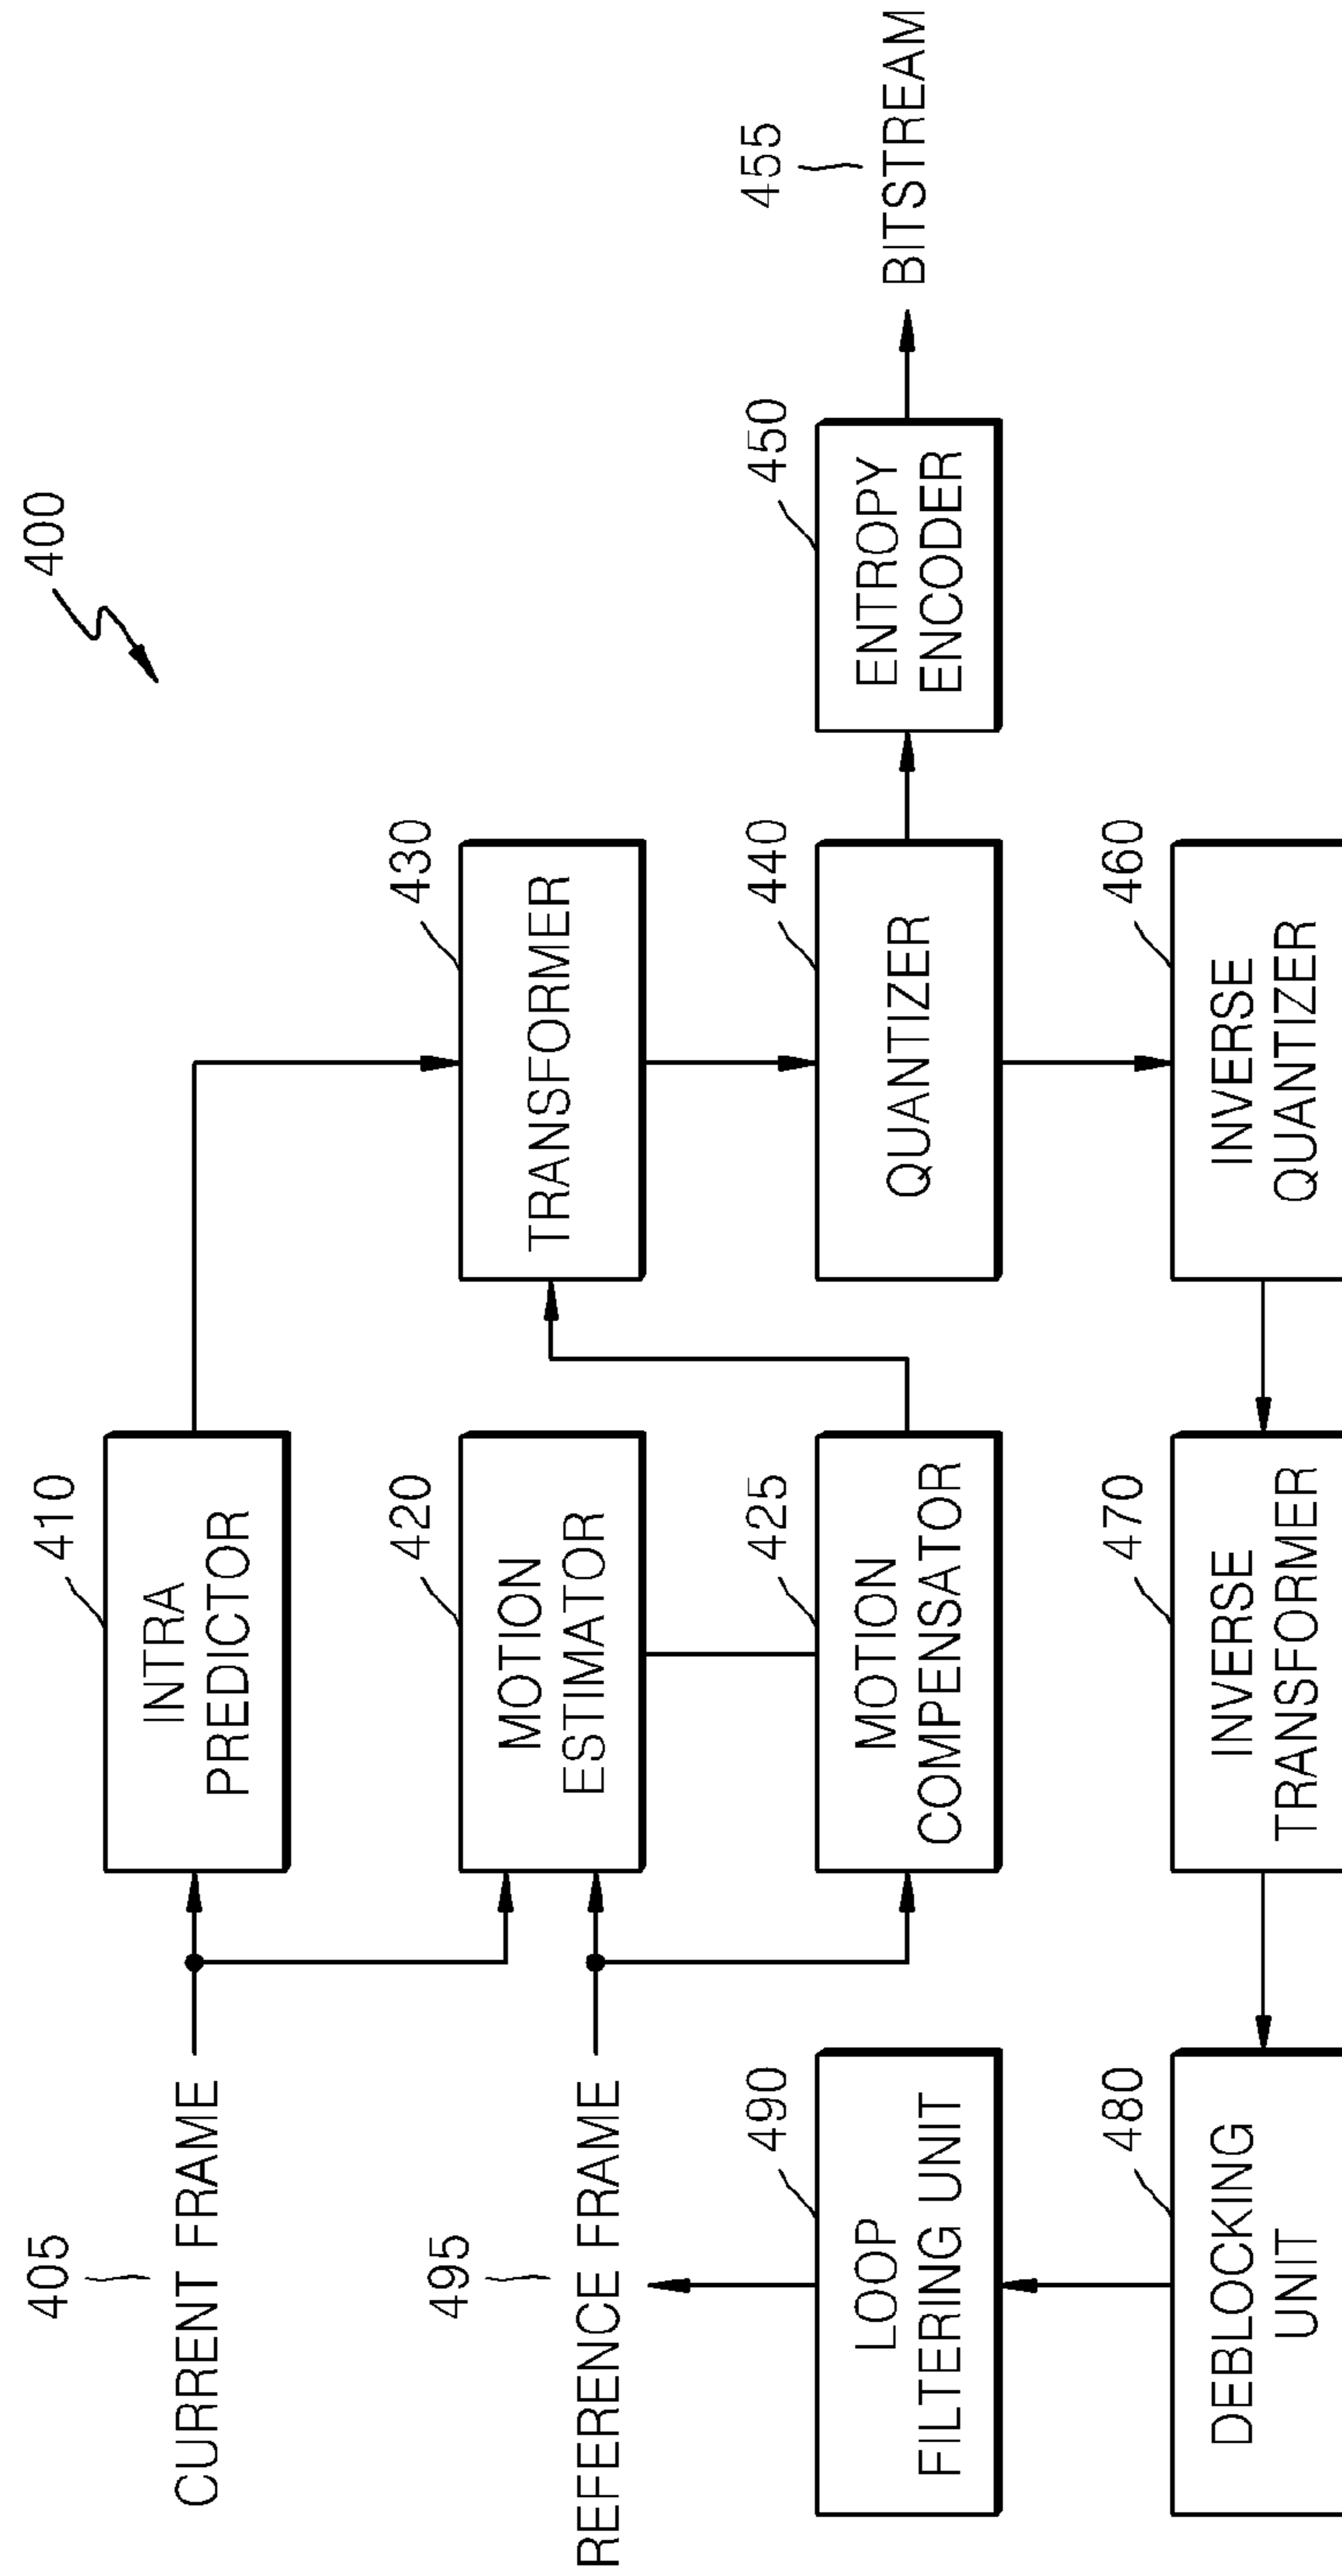 400
405
CURRENT FRAME
410
INTRA
PREDICTOR
495
REFERENCE FRAME
420
MOTION
ESTIMATOR
430
TRANSFORMER
490
LOOP
FILTERING UNIT
425
MOTION
COMPENSATOR
440
QUANTIZER
450
ENTROPY
ENCODER
455
BITSTREAM
480
DEBLOCKING
UNIT
470
INVERSE
TRANSFORMER
460
INVERSE
QUANTIZER